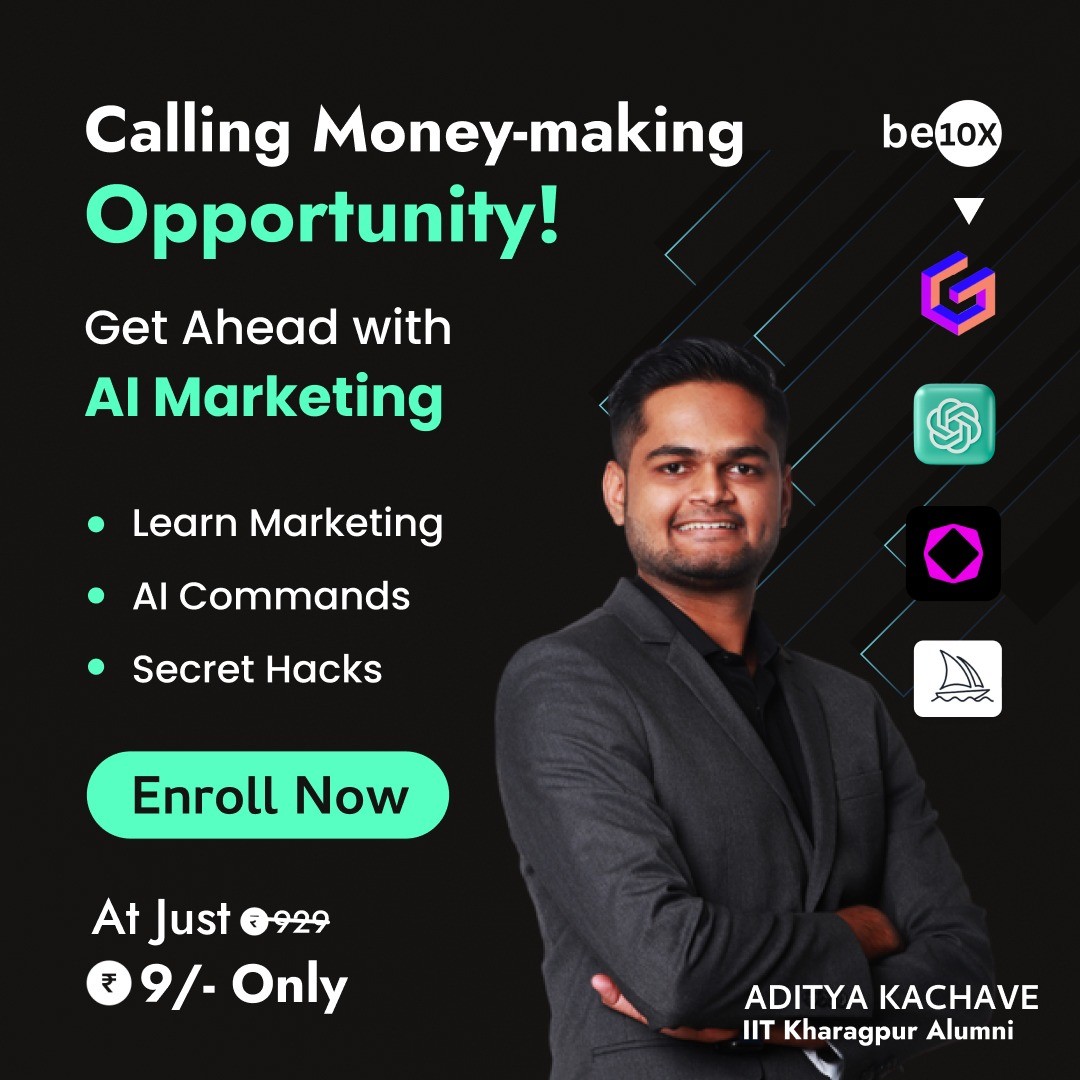 Calling Money-making
Opportunity!
be10X
Get Ahead with
AI Marketing
Learn Marketing
AI Commands
Secret Hacks
Enroll Now
At Just ₹ 929
₹ 9/- Only
ADITYA KACHAVE
IIT Kharagpur Alumni